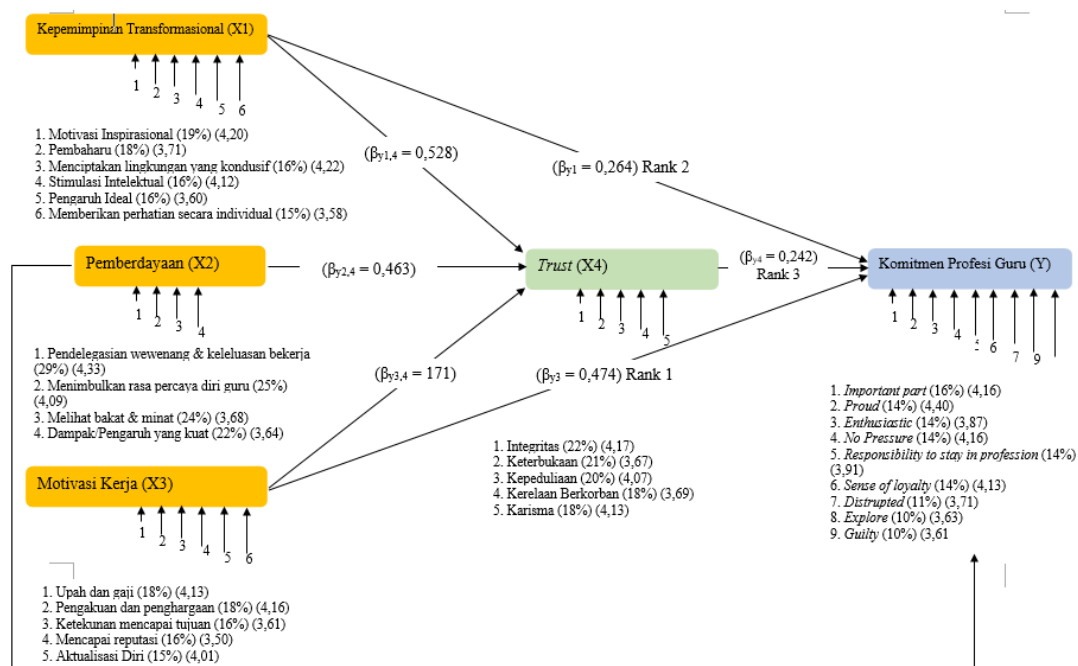 Kepemimpinan Transformasional (X1)
1 2 3 4 5 6
1. Motivasi Inspirasional (19%) (4,20)
2. Pembaharu (18%) (3,71)
3. Menciptakan lingkungan yang kondusif (16%) (4,22)
4. Stimulasi Intelektual (16%) (4,12)
5. Pengaruh Ideal (16%) (3,60)
6. Memberikan perhatian secara individual (15%) (3,58)
(βy1,4 = 0,528)
(βy1 = 0,264) Rank 2
Pemberdayaan (X2)
1 2 3 4
1. Pendelegasian wewenang & keleluasan bekerja
(29%) (4,33)
2. Menimbulkan rasa percaya diri guru (25%)
(4,09)
3. Melihat bakat & minat (24%) (3,68)
4. Dampak/Pengaruh yang kuat (22%) (3,64)
(βy2,4 = 0,463)
Trust (X4)
1 2 3 4 5
(βy4 = 0,242)
Rank 3
Komitmen Profesi Guru (Y)
1 2 3 4 5 6 7 9
(βy3,4 = 171)
(βy3 = 0,474) Rank 1
1. Integritas (22%) (4,17)
2. Keterbukaan (21%) (3,67)
3. Kepeduliaan (20%) (4,07)
4. Kerelaan Berkorban (18%) (3,69)
5. Karisma (18%) (4,13)
1. Important part (16%) (4,16)
2. Proud (14%) (4,40)
3. Enthusiastic (14%) (3,87)
4. No Pressure (14%) (4,16)
5. Responsibility to stay in profession (14%)
(3,91)
6. Sense of loyalty (14%) (4,13)
7. Distrupted (11%) (3,71)
8. Explore (10%) (3,63)
9. Guilty (10%) (3,61
Motivasi Kerja (X3)
1 2 3 4 5 6
1. Upah dan gaji (18%) (4,13)
2. Pengakuan dan penghargaan (18%) (4,16)
3. Ketekunan mencapai tujuan (16%) (3,61)
4. Mencapai reputasi (16%) (3,50)
5. Aktualisasi Diri (15%) (4,01)